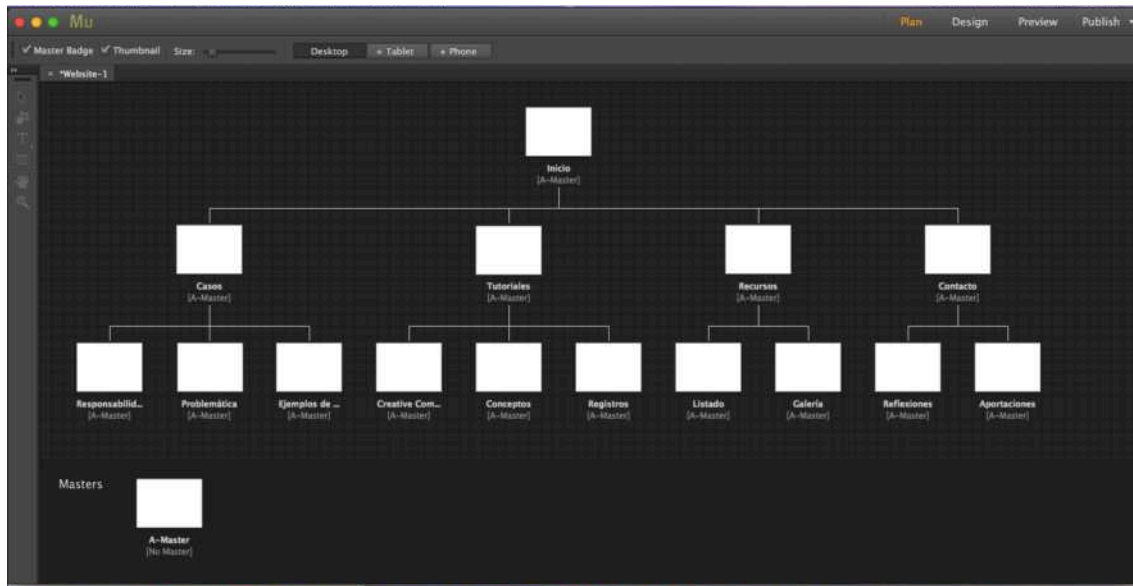 Mu Plan Design Preview Publish
Master Badge Thumbnail Size: Desktop + Tablet + Phone
× *Website-1
Inicio
[A-Master]
Casos Tutoriales Recursos Contacto
[A-Master] [A-Master] [A-Master] [A-Master]
Responsabilid... Problemática Ejemplos de ... Creative Com... Conceptos Registros Listado Galería Reflexiones Aportaciones
[A-Master] [A-Master] [A-Master] [A-Master] [A-Master] [A-Master] [A-Master] [A-Master] [A-Master] [A-Master]
Masters
A-Master
[No Master]